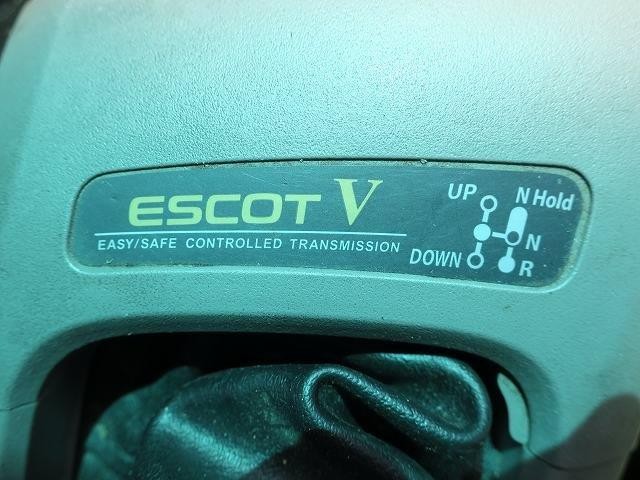 ESCOT V
EASY/SAFE CONTROLLED TRANSMISSION
UP
N Hold
N
DOWN
R